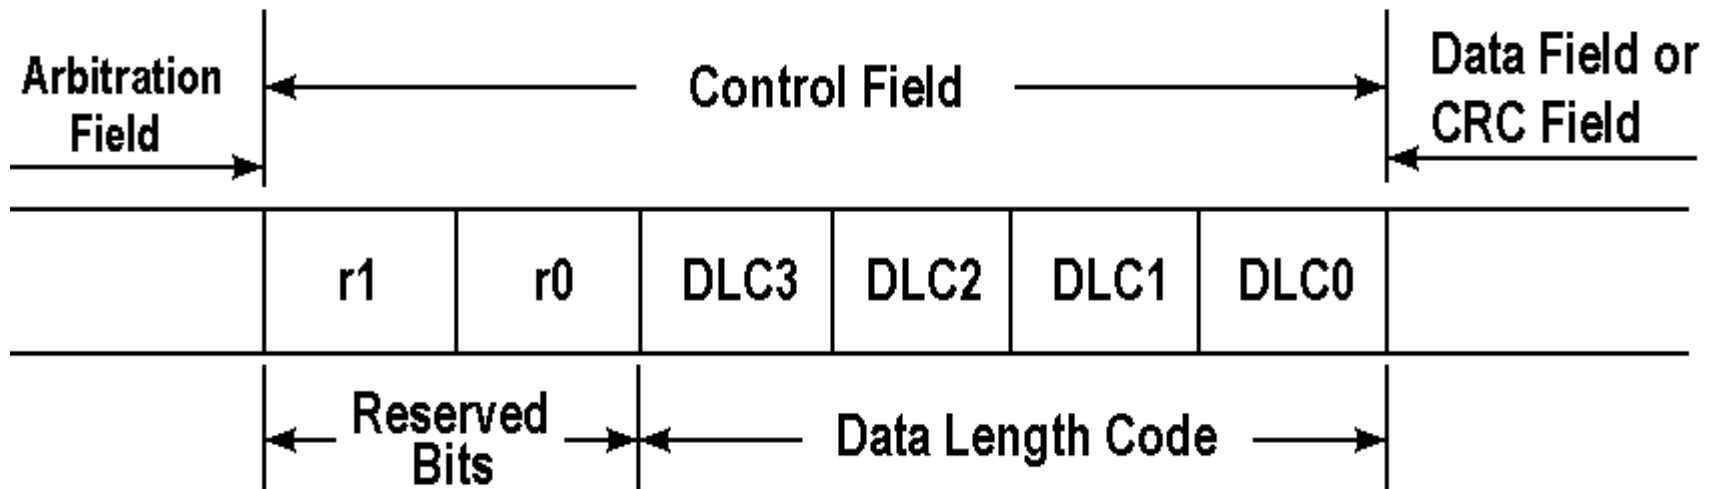 Arbitration
Field
Control Field
Data Field or
CRC Field
r1 r0 DLC3 DLC2 DLC1 DLC0
Reserved
Bits
Data Length Code